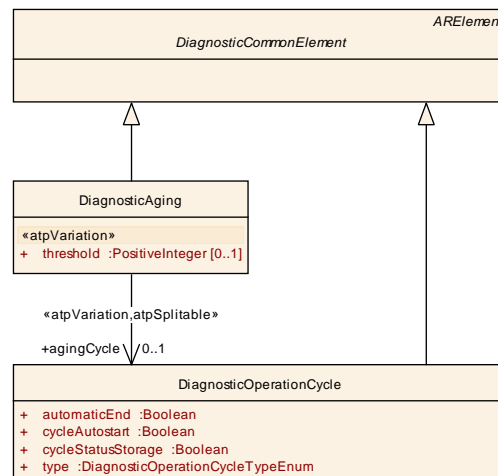 ARElemen
DiagnosticCommonElement
DiagnosticAging
«atpVariation»
+ threshold :PositiveInteger [0..1]
«atpVariation,atpSplitable»
+agingCycle 0..1
DiagnosticOperationCycle
+ automaticEnd :Boolean
+ cycleAutostart :Boolean
+ cycleStatusStorage :Boolean
+ type :DiagnosticOperationCycleTypeEnum